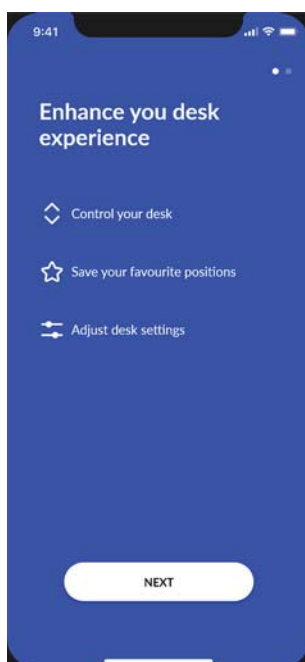 9:41
Enhance you desk
experience
Control your desk
Save your favourite positions
Adjust desk settings
NEXT